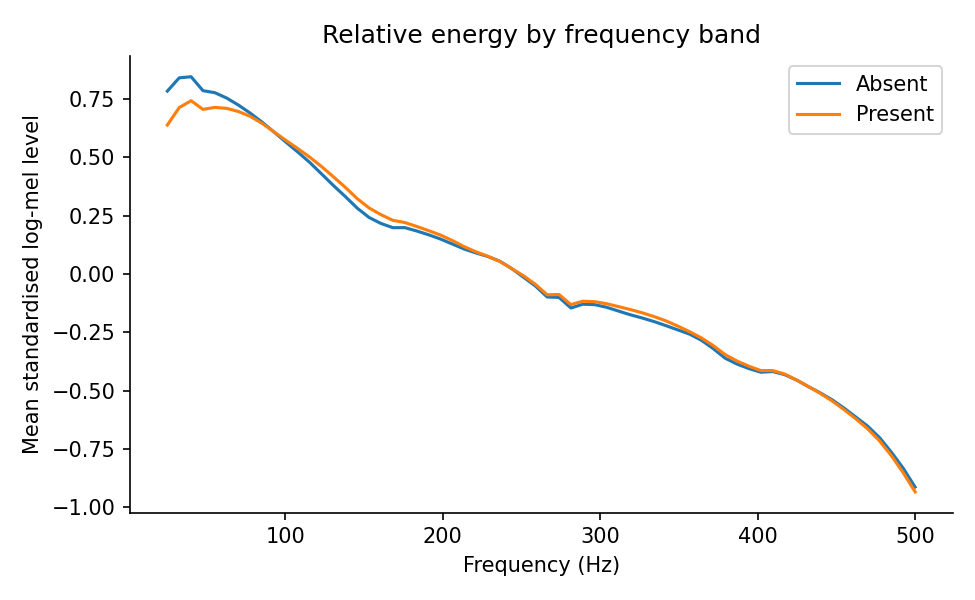 Relative energy by frequency band
Absent
Present
Mean standardised log-mel level
0.75
0.50
0.25
0.00
−0.25
−0.50
−0.75
−1.00
100
200
300
400
500
Frequency (Hz)